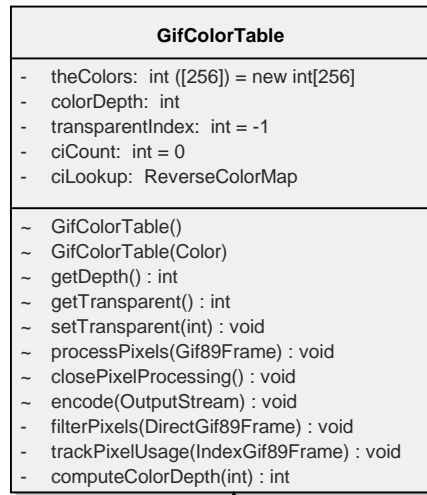 GifColorTable
- theColors: int ([256]) = new int[256]
- colorDepth: int
- transparentIndex: int = -1
- ciCount: int = 0
- ciLookup: ReverseColorMap
~ GifColorTable()
~ GifColorTable(Color)
~ getDepth() : int
~ getTransparent() : int
~ setTransparent(int) : void
~ processPixels(Gif89Frame) : void
~ closePixelProcessing() : void
~ encode(OutputStream) : void
- filterPixels(DirectGif89Frame) : void
- trackPixelUsage(IndexGif89Frame) : void
- computeColorDepth(int) : int